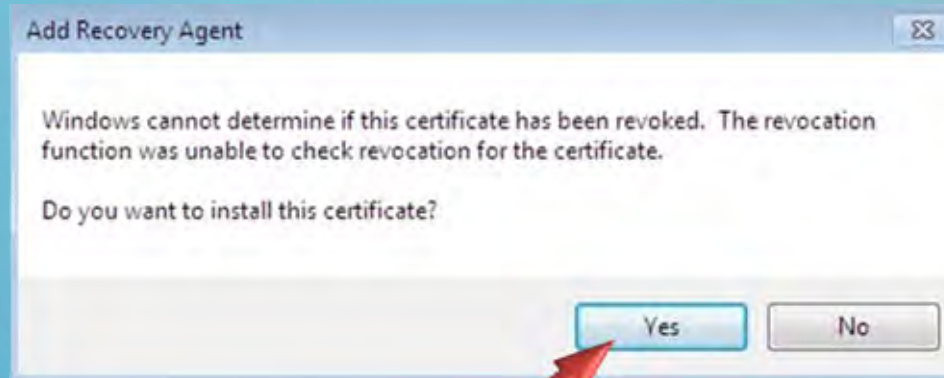 Add Recovery Agent
Windows cannot determine if this certificate has been revoked.  The revocation
function was unable to check revocation for the certificate.
Do you want to install this certificate?
Yes
No